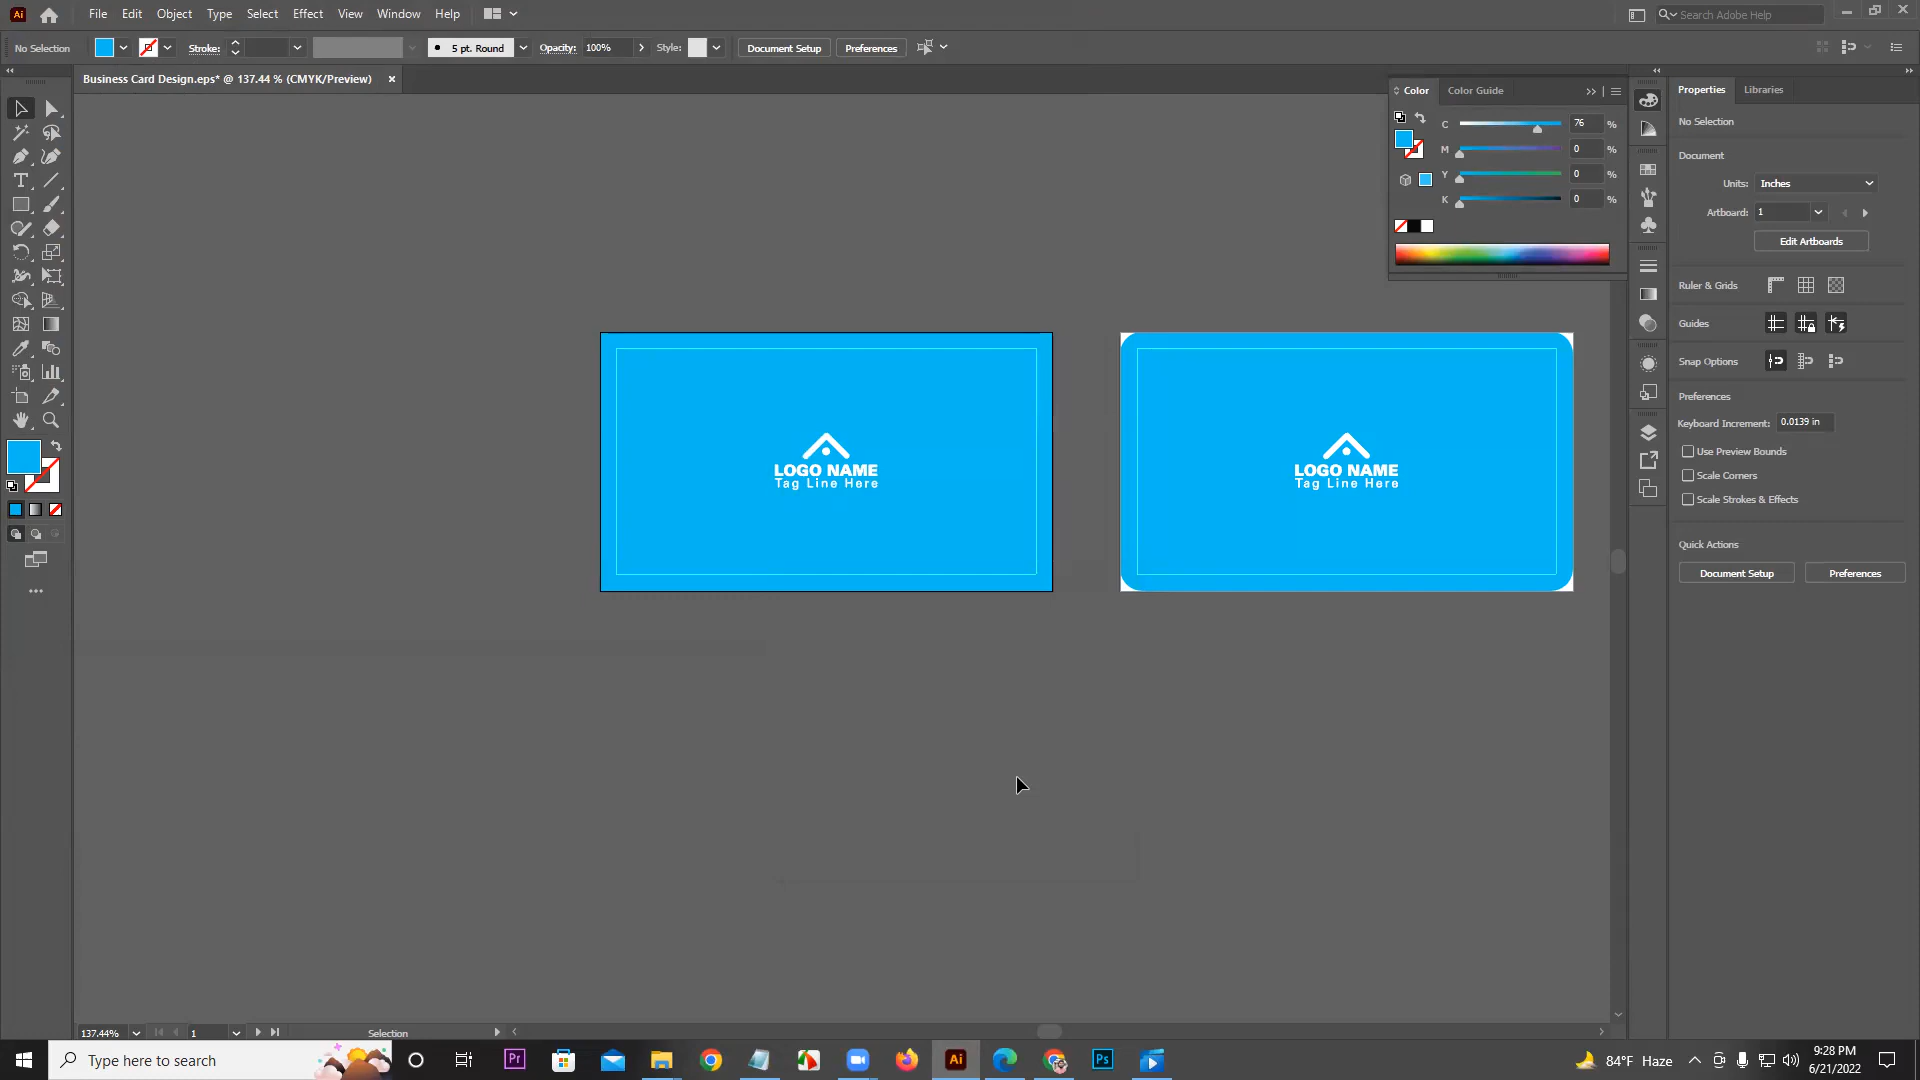 Ai File Edit Object Type Select Effect View Window Help Search Adobe Help
No Selection Stroke: 5 pt. Round Opacity: 100% Style: Document Setup Preferences
Business Card Design.eps* @ 137.44 % (CMYK/Preview) ×
Color Color Guide
C 76 %
M 0 %
Y 0 %
K 0 %
Properties Libraries
No Selection
Document
Units: Inches
Artboard: 1
Edit Artboards
Ruler & Grids
Guides
Snap Options
Preferences
Keyboard Increment: 0.0139 in
Use Preview Bounds
Scale Corners
Scale Strokes & Effects
Quick Actions
Document Setup Preferences
LOGO NAME
Tag Line Here
LOGO NAME
Tag Line Here
137.44% 1 Selection
Type here to search Pr Ai Ps 84°F Haze
9:28 PM
6/21/2022